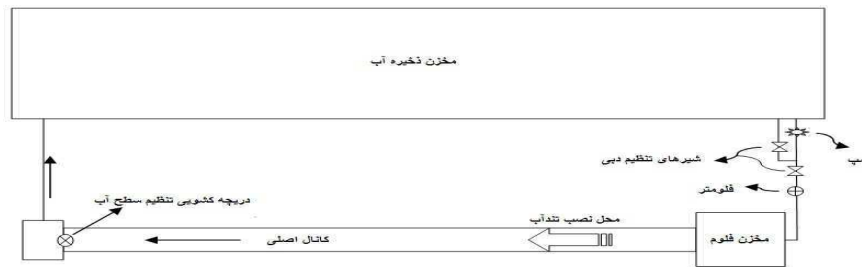 مخزن ذخیره آب
شیرهای تنظیم دبی
فلومتر
دریچه کشویی تنظیم سطح آب
محل نصب تندآب
کانال اصلی
مخزن فلوم